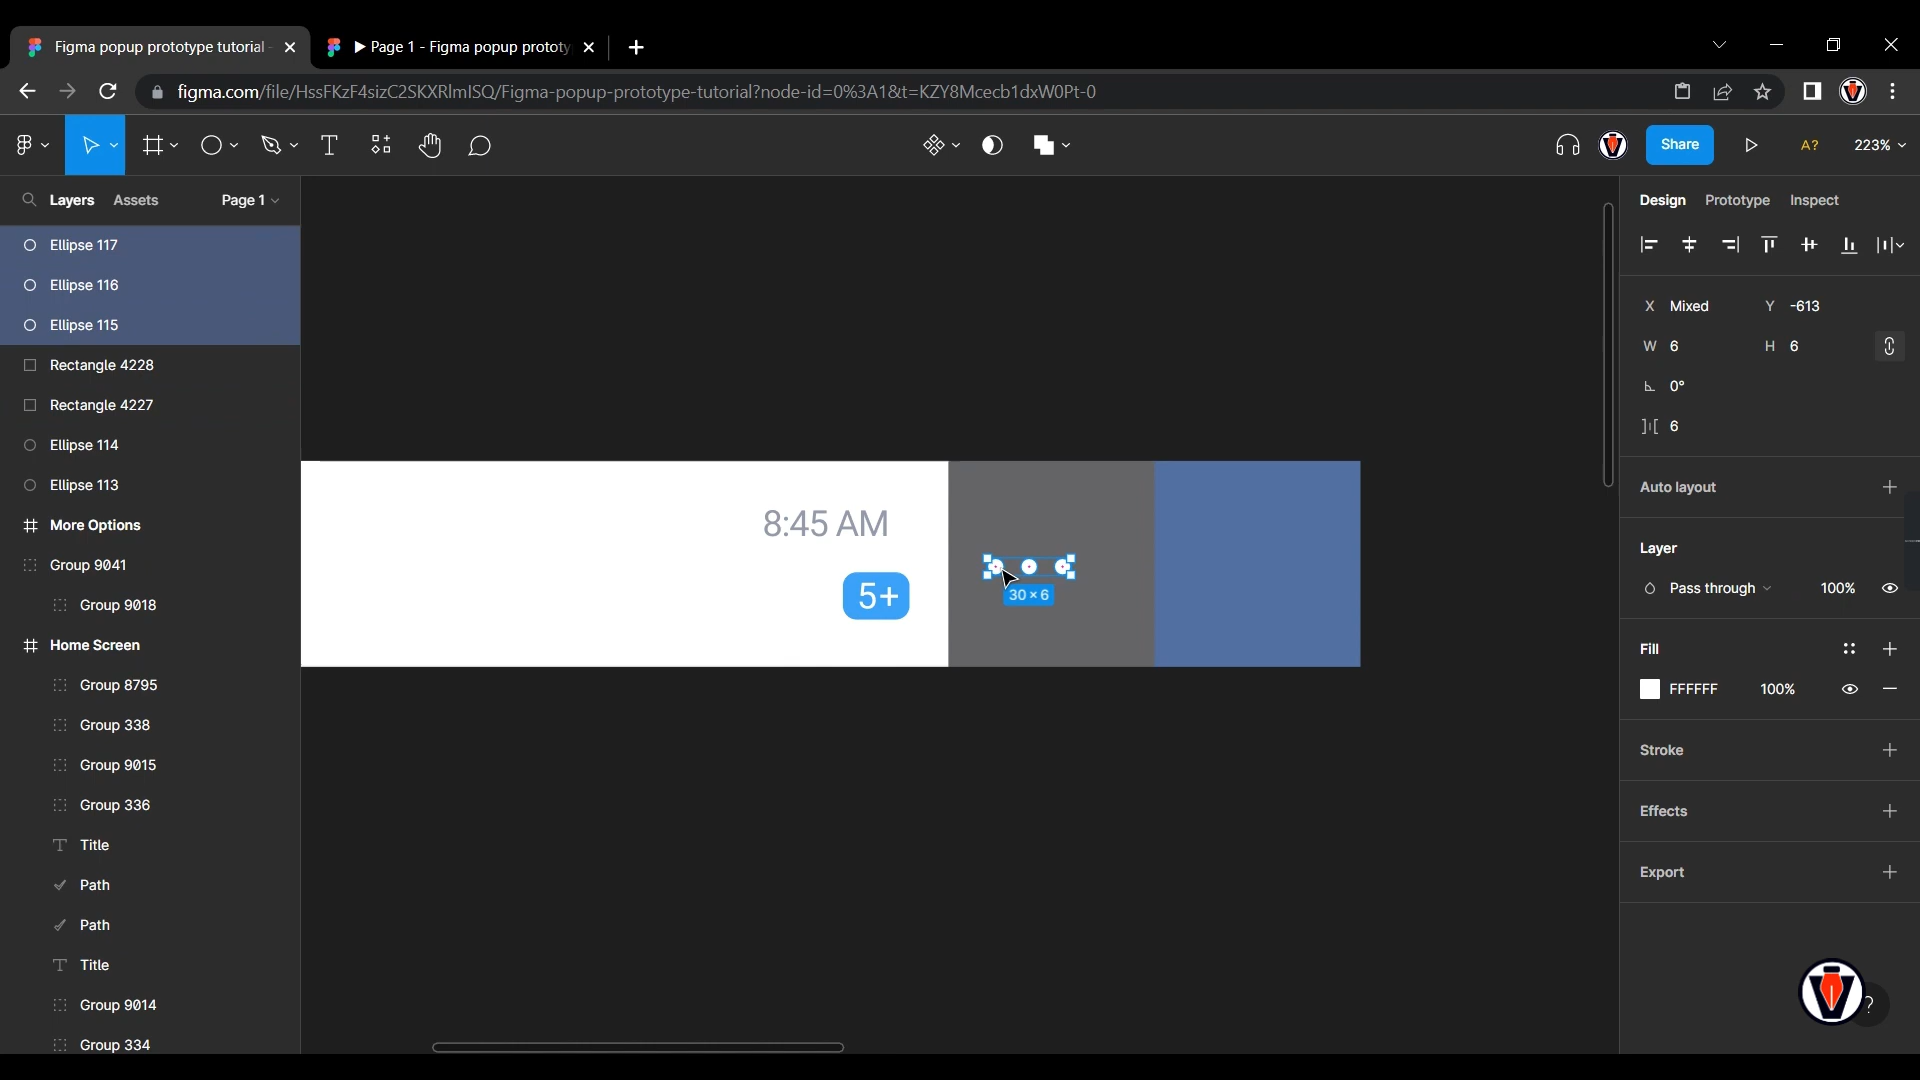 Figma popup prototype tutorial -
Page 1 - Figma popup prototy
figma.com/file/HssFKzF4sizC2SKXRlmlSQ/Figma-popup-prototype-tutorial?node-id=0%3A1&t=KZY8Mcecb1dxW0Pt-0
Share
A?
223%
Layers
Assets
Page 1
Ellipse 117
Ellipse 116
Ellipse 115
Rectangle 4228
Rectangle 4227
Ellipse 114
Ellipse 113
More Options
Group 9041
Group 9018
Home Screen
Group 8795
Group 338
Group 9015
Group 336
Title
Path
Path
Title
Group 9014
Group 334
8:45 AM
5+
30 × 6
Design
Prototype
Inspect
X Mixed
Y -613
W 6
H 6
0°
6
Auto layout
Layer
Pass through
100%
Fill
FFFFFF
100%
Stroke
Effects
Export
?